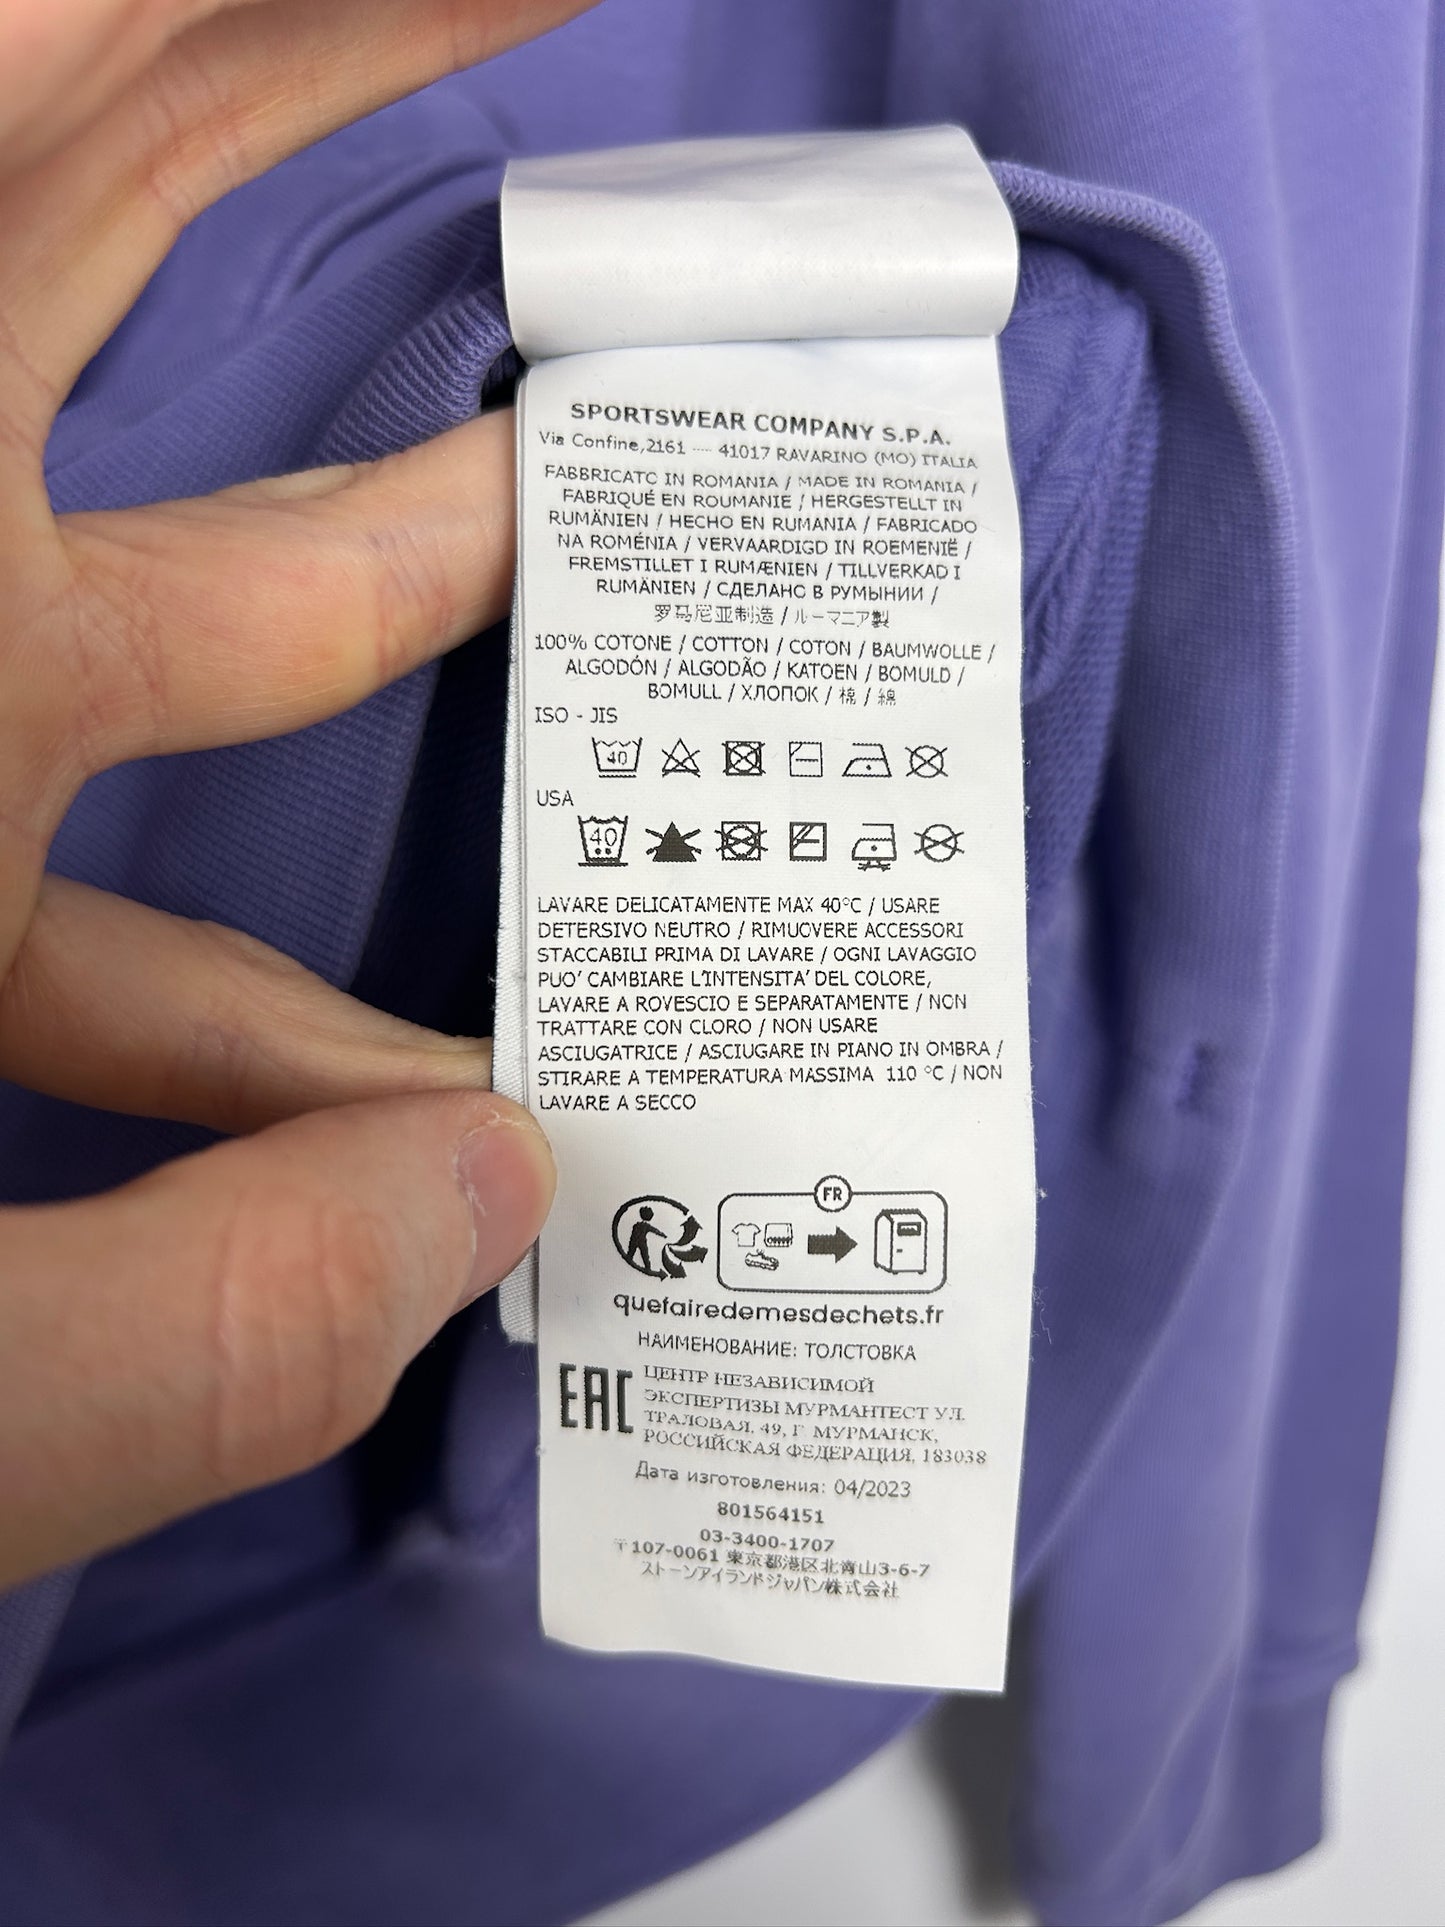 SPORTSWEAR COMPANY S.P.A.
Via Confine,2161 — 41017 RAVARINO (MO) ITALIA
FABBRICATO IN ROMANIA / MADE IN ROMANIA /
FABRIQUÉ EN ROUMANIE / HERGESTELLT IN
RUMÄNIEN / HECHO EN RUMANIA / FABRICADO
NA ROMÉNIA / VERVAARDIGD IN ROEMENIË /
FREMSTILLET I RUMÆNIEN / TILLVERKAD I
RUMÄNIEN / СДЕЛАНО В РУМЫНИИ /
罗马尼亚制造 / ルーマニア製
100% COTONE / COTTON / COTON / BAUMWOLLE /
ALGODÓN / ALGODÃO / KATOEN / BOMULD /
BOMULL / ХЛОПОК / 棉 / 綿
ISO - JIS
40
USA
40
LAVARE DELICATAMENTE MAX 40°C / USARE
DETERSIVO NEUTRO / RIMUOVERE ACCESSORI
STACCABILI PRIMA DI LAVARE / OGNI LAVAGGIO
PUO' CAMBIARE L'INTENSITA' DEL COLORE,
LAVARE A ROVESCIO E SEPARATAMENTE / NON
TRATTARE CON CLORO / NON USARE
ASCIUGATRICE / ASCIUGARE IN PIANO IN OMBRA /
STIRARE A TEMPERATURA MASSIMA 110 °C / NON
LAVARE A SECCO
FR
quefairedemesdechets.fr
НАИМЕНОВАНИЕ: ТОЛСТОВКА
EAC
ЦЕНТР НЕЗАВИСИМОЙ
ЭКСПЕРТИЗЫ МУРМАНТЕСТ УЛ.
ТРАЛОВАЯ, 49, Г МУРМАНСК,
РОССИЙСКАЯ ФЕДЕРАЦИЯ, 183038
Дата изготовления: 04/2023
801564151
03-3400-1707
〒107-0061 東京都港区北青山3-6-7
ストーンアイランドジャパン株式会社